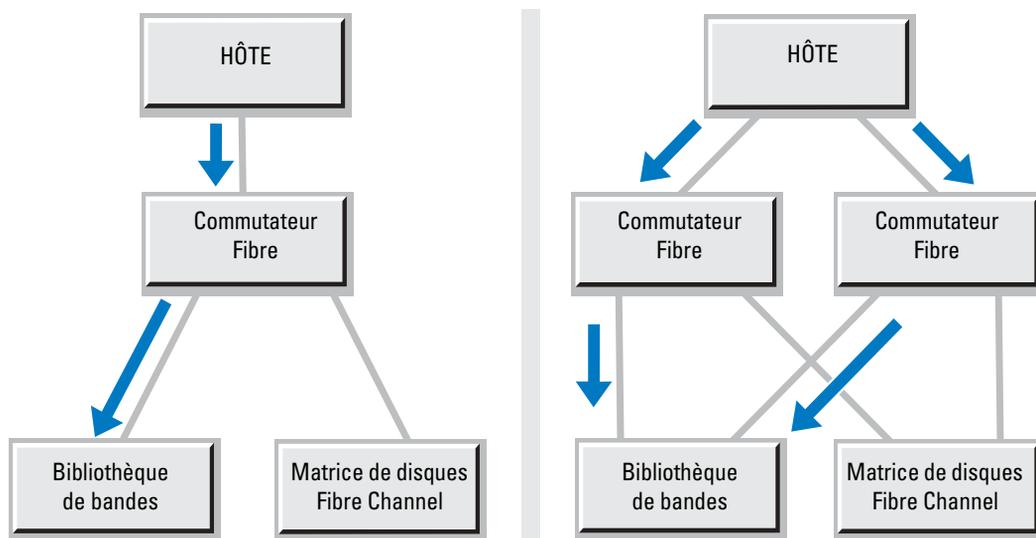 HÔTE
Commutateur
Fibre
Bibliothèque
de bandes
Matrice de disques
Fibre Channel
HÔTE
Commutateur
Fibre
Commutateur
Fibre
Bibliothèque
de bandes
Matrice de disques
Fibre Channel